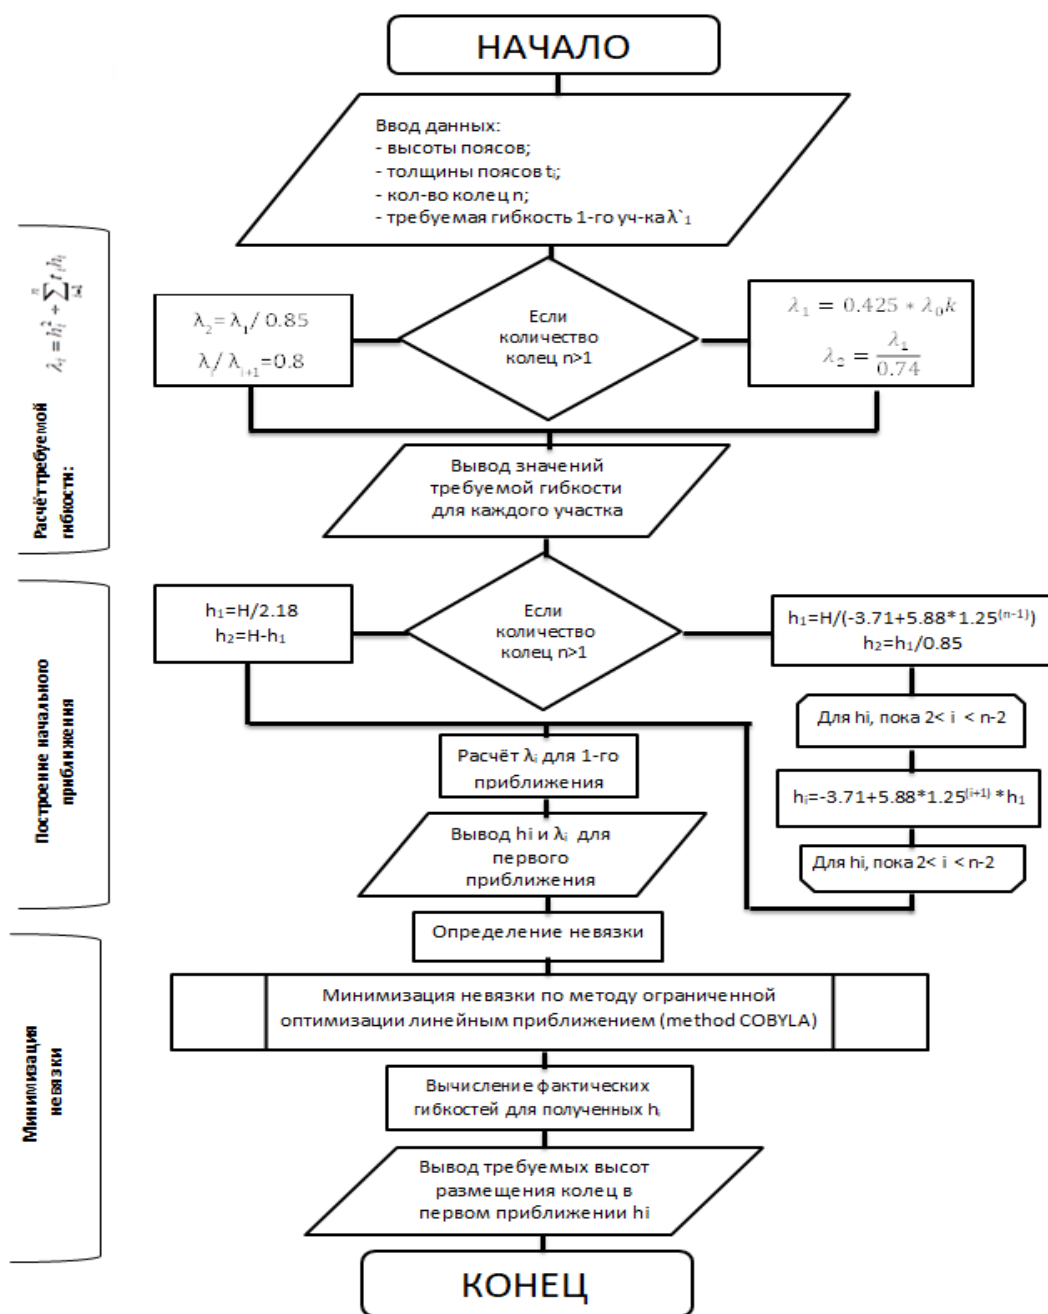 НАЧАЛО
Ввод данных:
- высоты поясов;
- толщины поясов tᵢ;
- кол-во колец n;
- требуемая гибкость 1-го уч-ка λ`₁
Расчёт требуемой
гибкости:
Если
количество
колец n>1
λ₂=λ₁/ 0.85
λᵢ/ λᵢ₊₁=0.8
λ₁ = 0.425 * λ₀k
λ₂ = λ₁/0.74
Вывод значений
требуемой гибкости
для каждого участка
Построение начального
приближения
h₁=H/2.18
h₂=H-h₁
Если
количество
колец n>1
h₁=H/(-3.71+5.88*1.25⁽ⁿ⁻¹⁾)
h₂=h₁/0.85
Для hi, пока 2< i < n-2
hᵢ=-3.71+5.88*1.25⁽ⁱ⁺¹⁾*h₁
Для hi, пока 2< i < n-2
Расчёт λᵢ для 1-го
приближения
Вывод hi и λᵢ для
первого
приближения
Минимизация
невязки
Определение невязки
Минимизация невязки по методу ограниченной
оптимизации линейным приближением (method COBYLA)
Вычисление фактических
гибкостей для полученных hᵢ
Вывод требуемых высот
размещения колец в
первом приближении hi
КОНЕЦ